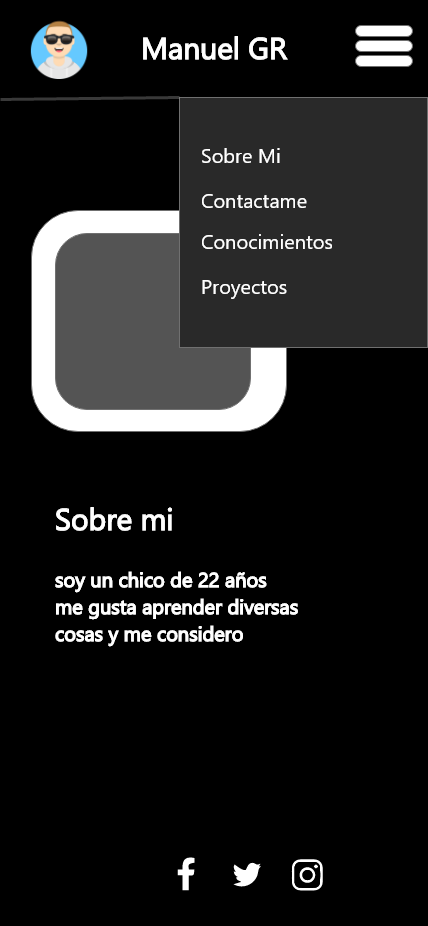 Manuel GR
Sobre Mi
Contactame
Conocimientos
Proyectos
Sobre mi
soy un chico de 22 años
me gusta aprender diversas
cosas y me considero